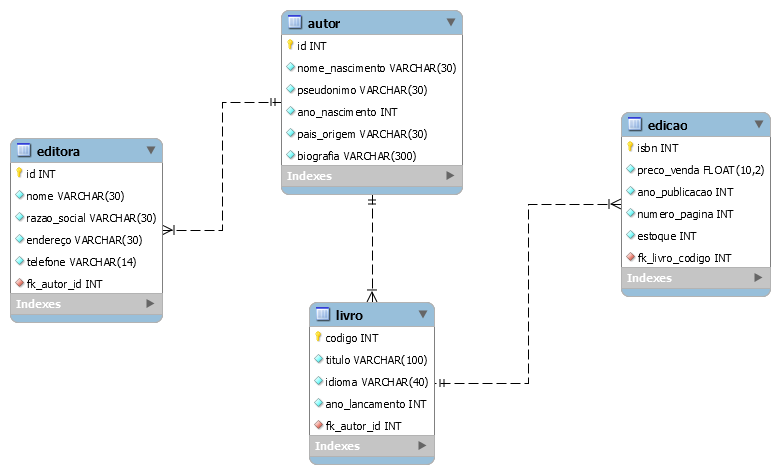 autor
id INT
nome_nascimento VARCHAR(30)
pseudonimo VARCHAR(30)
ano_nascimento INT
pais_origem VARCHAR(30)
biografia VARCHAR(300)
Indexes
editora
id INT
nome VARCHAR(30)
razao_social VARCHAR(30)
endereço VARCHAR(30)
telefone VARCHAR(14)
fk_autor_id INT
Indexes
edicao
isbn INT
preco_venda FLOAT(10,2)
ano_publicacao INT
numero_pagina INT
estoque INT
fk_livro_codigo INT
Indexes
livro
codigo INT
titulo VARCHAR(100)
idioma VARCHAR(40)
ano_lancamento INT
fk_autor_id INT
Indexes